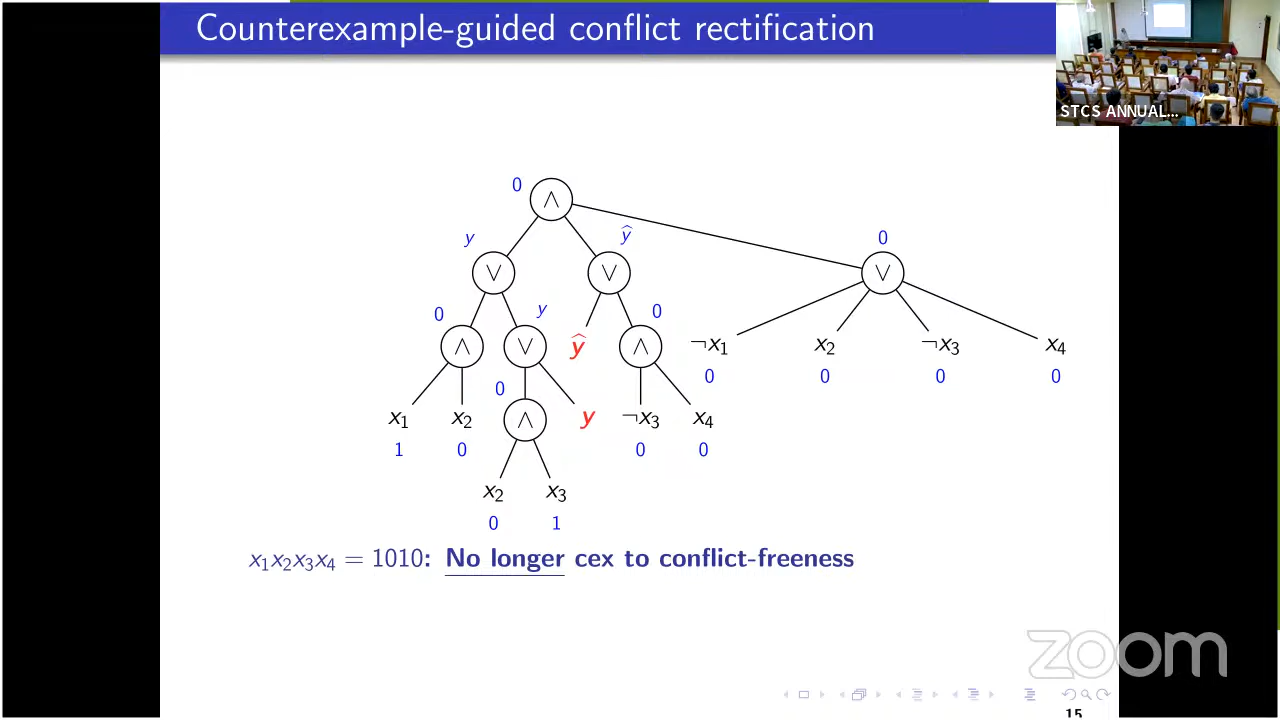 Counterexample-guided conflict rectification
STCS ANNUAL...
0 ∧
y ŷ 0
∨ ∨ ∨
0 y 0
∧ ∨ ŷ ∧ ¬x₁ x₂ ¬x₃ x₄
0 0 0 0
0
x₁ x₂ ∧ y ¬x₃ x₄
1 0 0 0
x₂ x₃
0 1
x₁x₂x₃x₄ = 1010: No longer cex to conflict-freeness
zoom
15